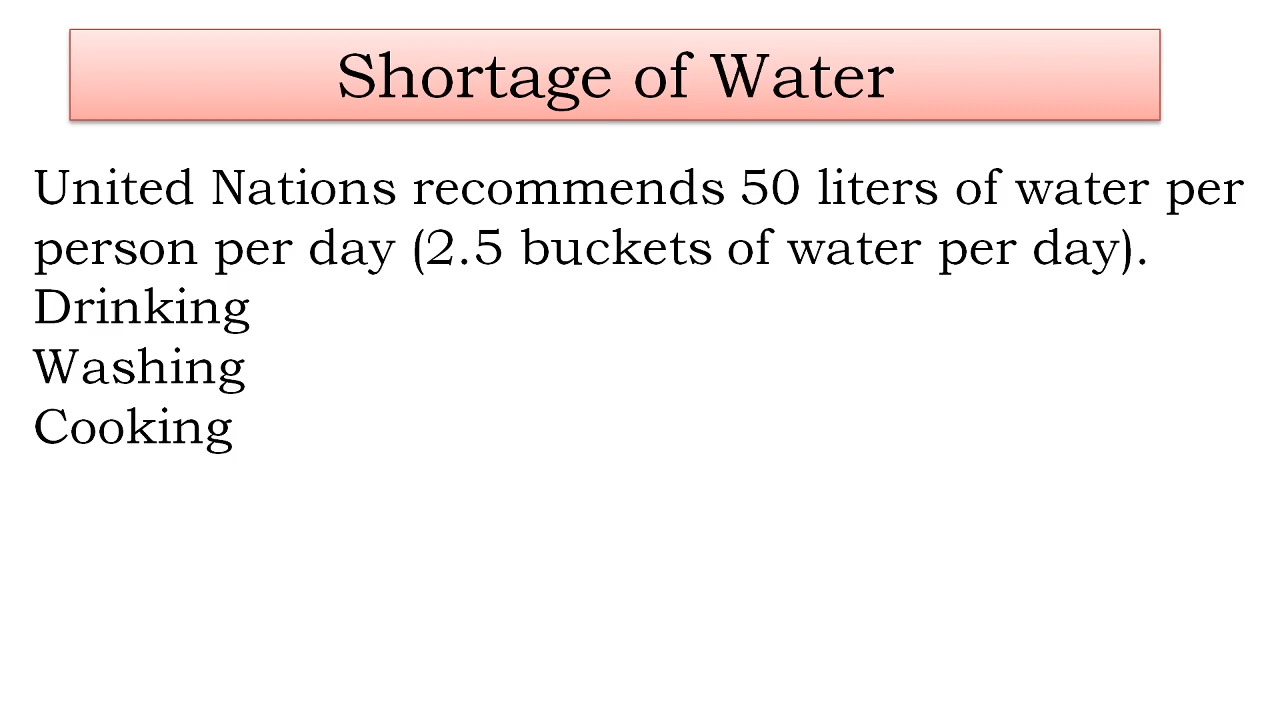 Shortage of Water
United Nations recommends 50 liters of water per
person per day (2.5 buckets of water per day).
Drinking
Washing
Cooking